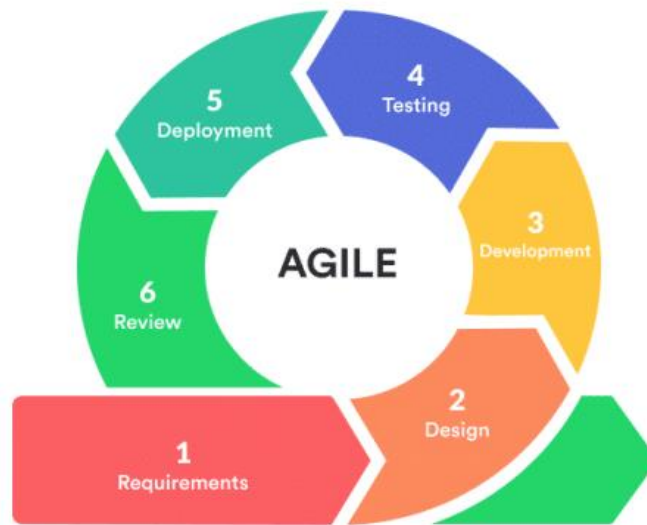 AGILE
1
Requirements
2
Design
3
Development
4
Testing
5
Deployment
6
Review